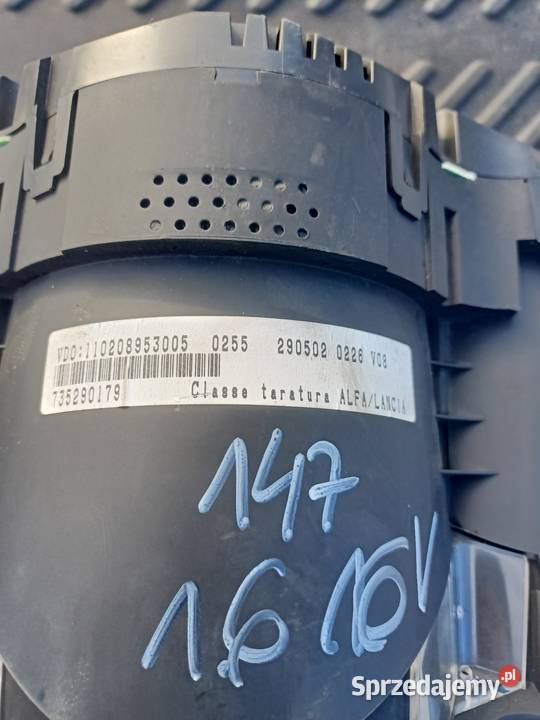 VDO:110208953005 0255 290502 0226 V08
735290179 Classe taratura ALFA/LANCIA
147
1.6 16V
Sprzedajemy.pl